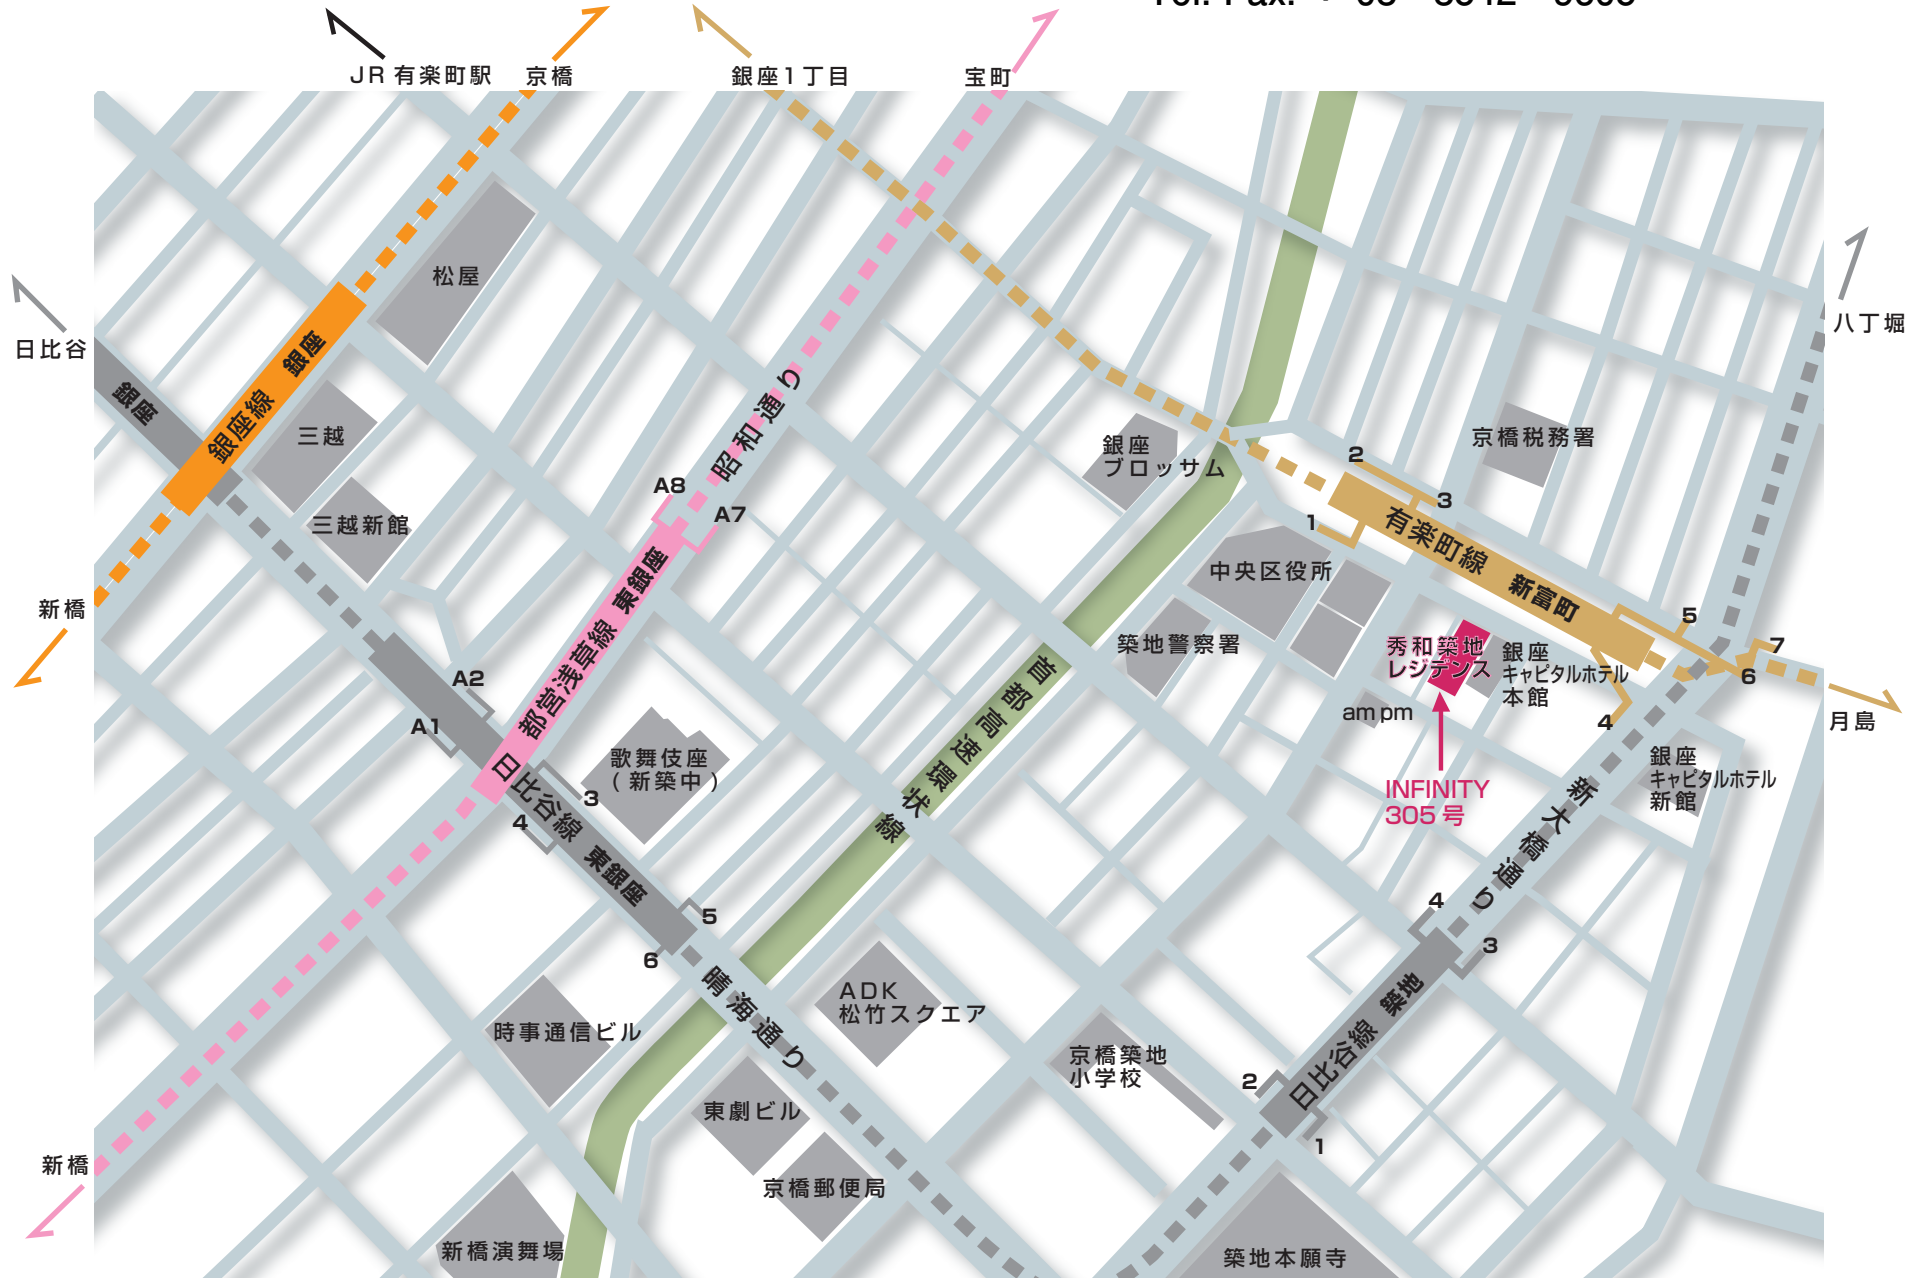 JR有楽町駅
京橋
銀座1丁目
宝町
松屋
日比谷
八丁堀
銀座
銀座線 銀座
三越
三越新館
昭和通り
A8
A7
銀座
ブロッサム
京橋税務署
2
3
1
有楽町線 新富町
中央区役所
築地警察署
新橋
都営浅草線 東銀座
秀和築地
レジデンス
銀座
キャピタルホテル
本館
5
7
6
4
月島
am pm
INFINITY
305号
銀座
キャピタルホテル
新館
A2
A1
歌舞伎座
(新築中)
首都高速環状線
新大橋通り
日比谷線 東銀座
3
4
5
6
4
3
日比谷線 築地
2
1
晴海通り
ADK
松竹スクエア
時事通信ビル
京橋築地
小学校
東劇ビル
京橋郵便局
新橋
新橋演舞場
築地本願寺